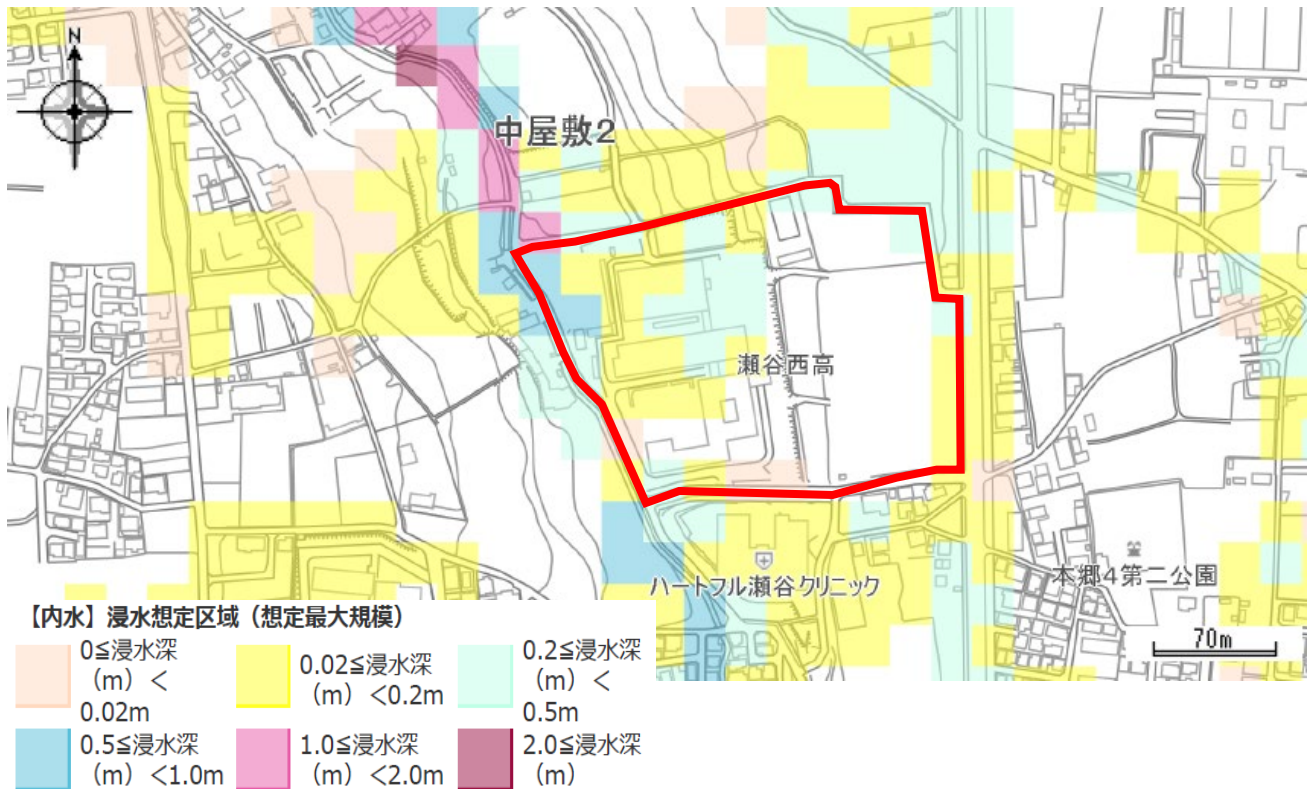 N
中屋敷2
瀬谷西高
ハートフル瀬谷クリニック
本郷4第二公園
70m
【内水】浸水想定区域（想定最大規模）
0≦浸水深
（m）＜
0.02m
0.02≦浸水深
（m）＜0.2m
0.2≦浸水深
（m）＜
0.5m
0.5≦浸水深
（m）＜1.0m
1.0≦浸水深
（m）＜2.0m
2.0≦浸水深
（m）